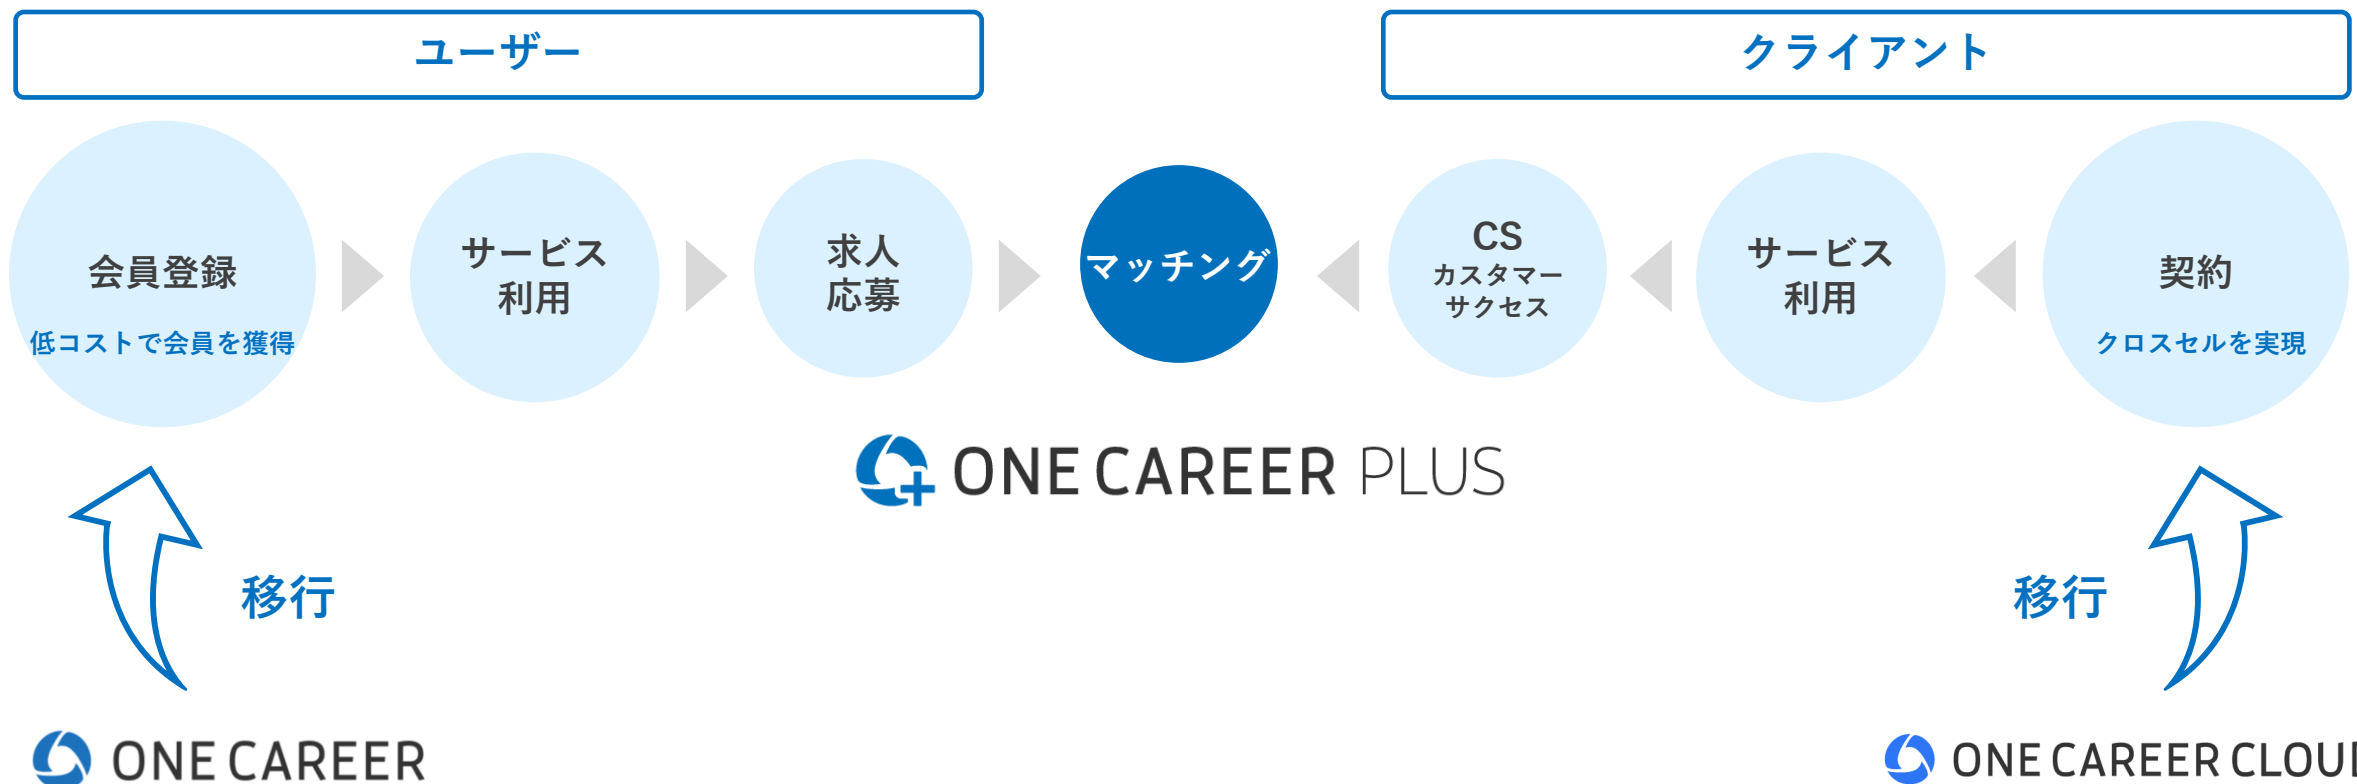 ユーザー
クライアント
会員登録
低コストで会員を獲得
サービス
利用
求人
応募
マッチング
CS
カスタマー
サクセス
サービス
利用
契約
クロスセルを実現
ONE CAREER PLUS
移行
移行
ONE CAREER
ONE CAREER CLOUD